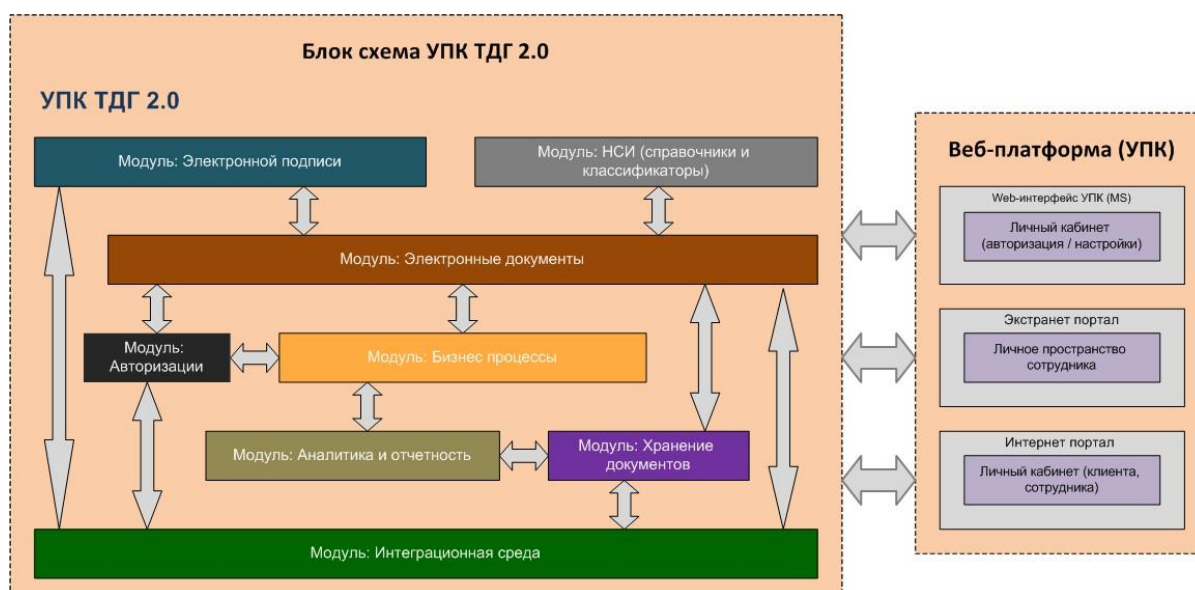 Блок схема УПК ТДГ 2.0
УПК ТДГ 2.0
Модуль: Электронной подписи
Модуль: НСИ (справочники и
классификаторы)
Модуль: Электронные документы
Модуль:
Авторизации
Модуль: Бизнес процессы
Модуль: Аналитика и отчетность
Модуль: Хранение
документов
Модуль: Интеграционная среда
Веб-платформа (УПК)
Web-интерфейс УПК (MS)
Личный кабинет
(авторизация / настройки)
Экстранет портал
Личное пространство
сотрудника
Интернет портал
Личный кабинет (клиента,
сотрудника)